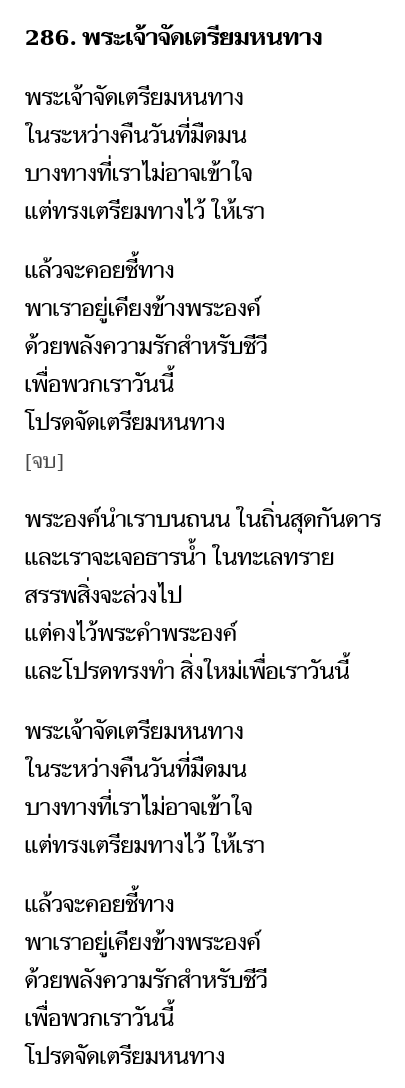 286. พระเจ้าจัดเตรียมหนทาง
พระเจ้าจัดเตรียมหนทาง
ในระหว่างคืนวันที่มืดมน
บางทางที่เราไม่อาจเข้าใจ
แต่ทรงเตรียมทางไว้ ให้เรา
แล้วจะคอยชี้ทาง
พาเราอยู่เคียงข้างพระองค์
ด้วยพลังความรักสำหรับชีวี
เพื่อพวกเราวันนี้
โปรดจัดเตรียมหนทาง
[จบ]
พระองค์นำเราบนถนน ในถิ่นสุดกันดาร
และเราจะเจอธารน้ำ ในทะเลทราย
สรรพสิ่งจะล่วงไป
แต่คงไว้พระคำพระองค์
และโปรดทรงทำ สิ่งใหม่เพื่อเราวันนี้
พระเจ้าจัดเตรียมหนทาง
ในระหว่างคืนวันที่มืดมน
บางทางที่เราไม่อาจเข้าใจ
แต่ทรงเตรียมทางไว้ ให้เรา
แล้วจะคอยชี้ทาง
พาเราอยู่เคียงข้างพระองค์
ด้วยพลังความรักสำหรับชีวี
เพื่อพวกเราวันนี้
โปรดจัดเตรียมหนทาง